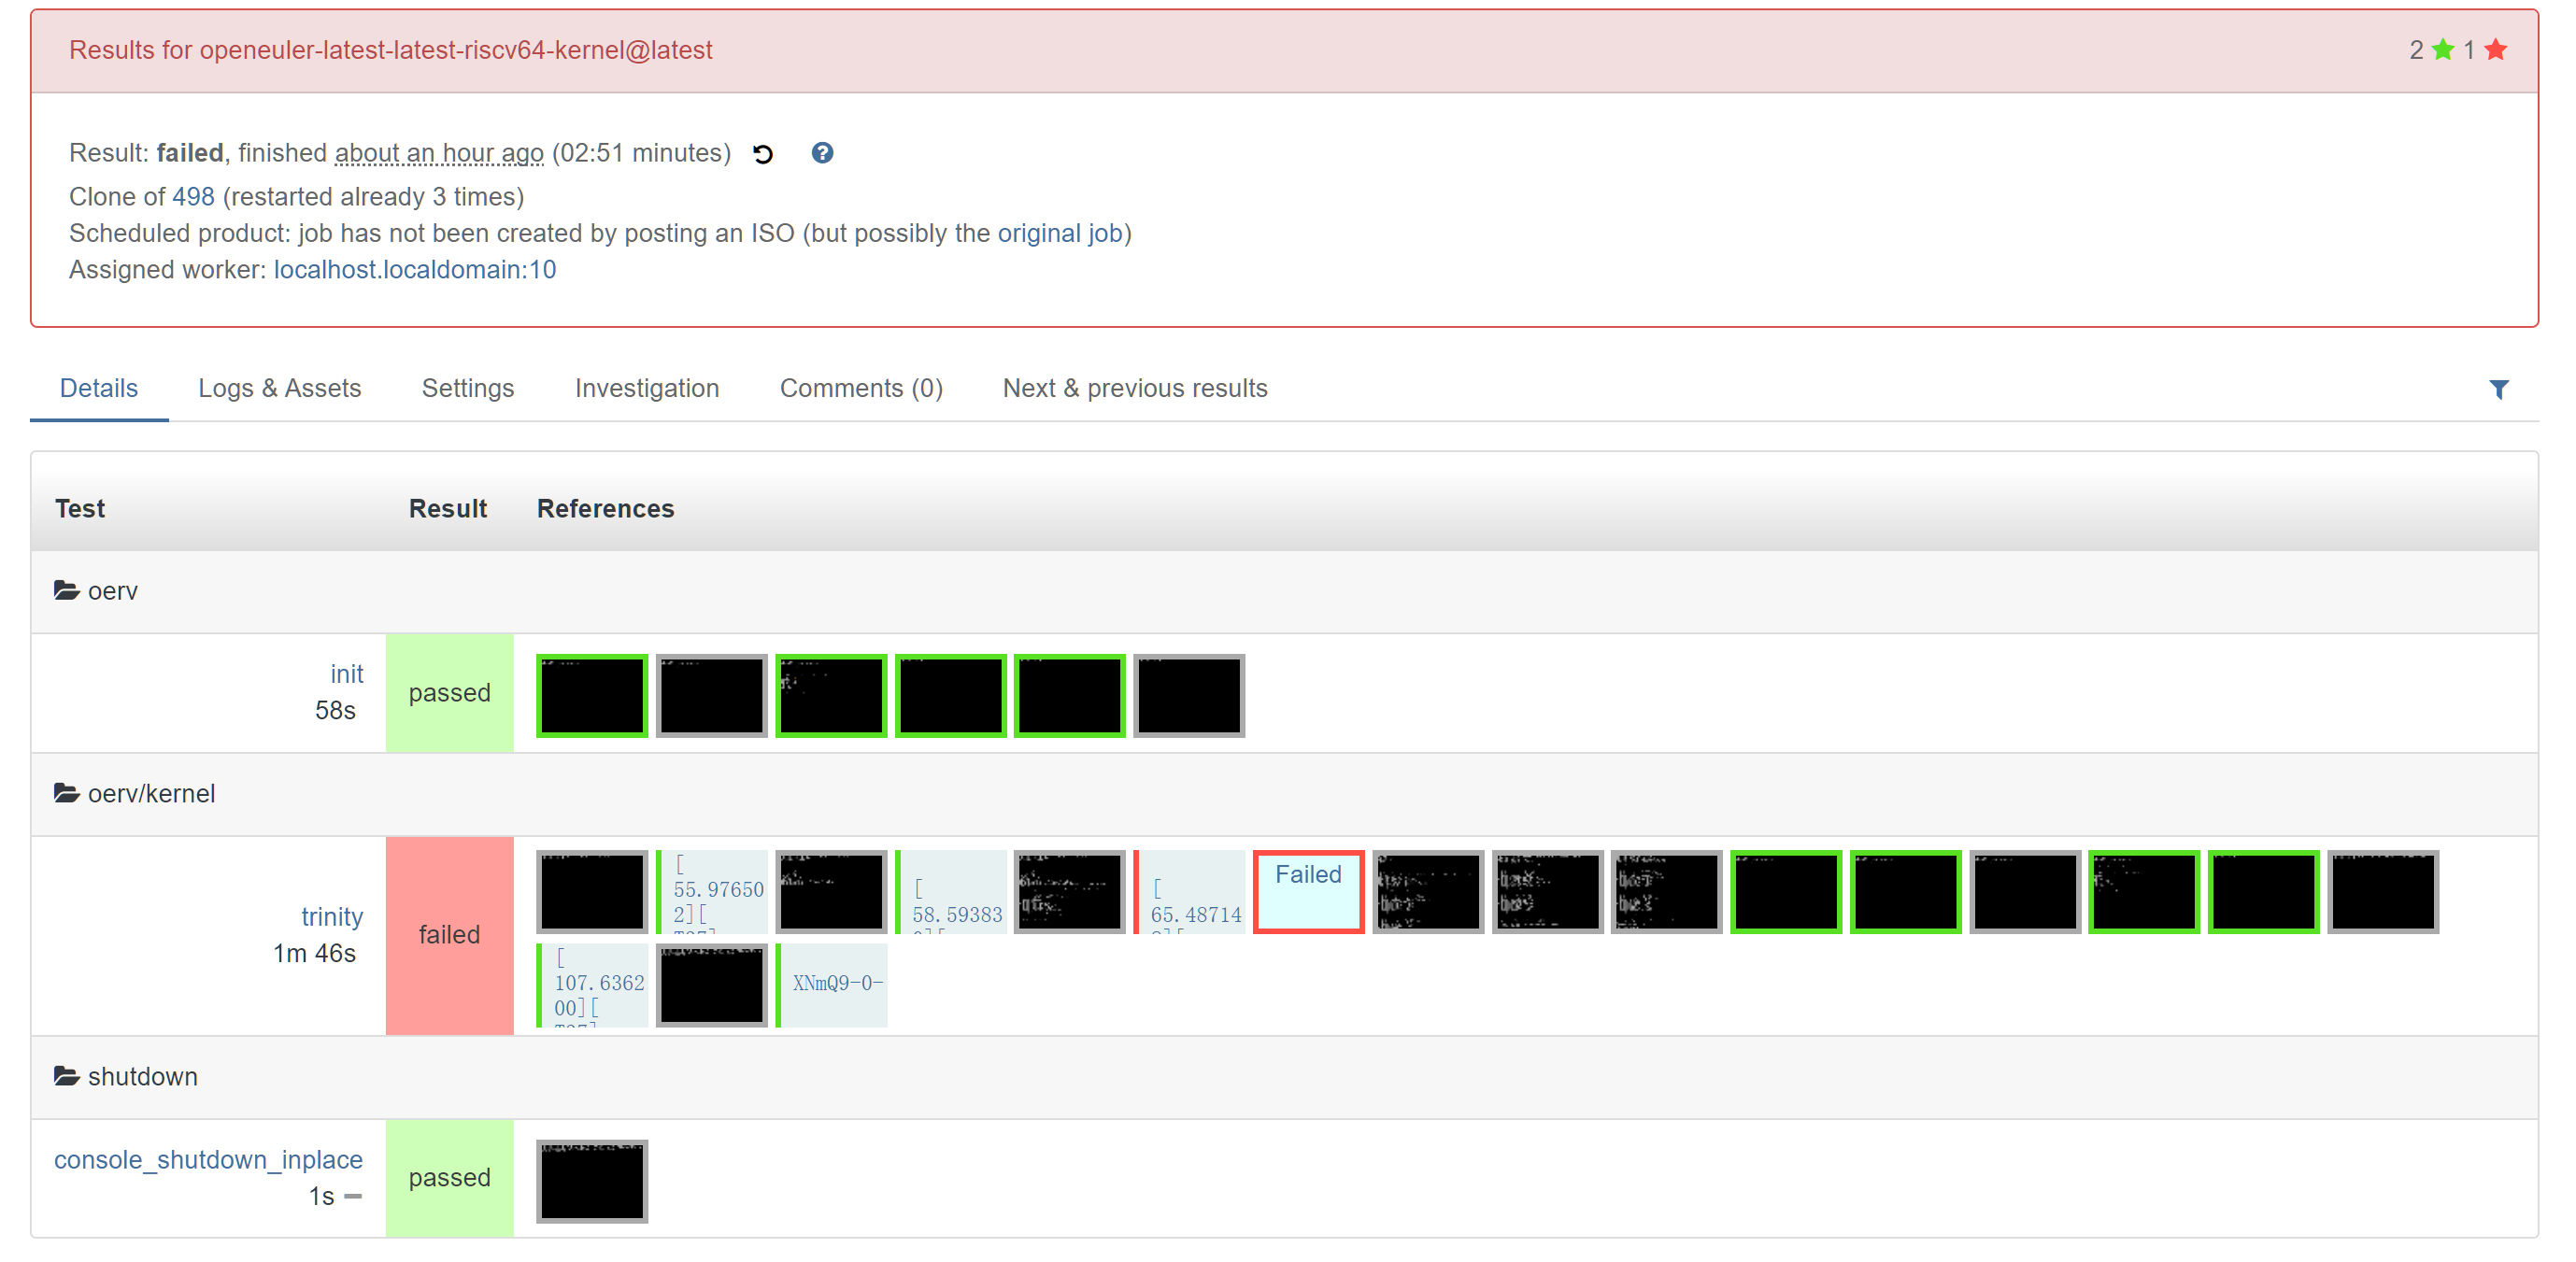 Results for openeuler-latest-latest-riscv64-kernel@latest
2 1
Result: failed, finished about an hour ago (02:51 minutes)
Clone of 498 (restarted already 3 times)
Scheduled product: job has not been created by posting an ISO (but possibly the original job)
Assigned worker: localhost.localdomain:10
Details Logs & Assets Settings Investigation Comments (0) Next & previous results
Test Result References
oerv
init
58s
passed
oerv/kernel
trinity
1m 46s
failed
[
55.97650
2][
[
58.59383
[
65.48714
Failed
[
107.6362
00][
XNmQ9-0-
shutdown
console_shutdown_inplace
1s
passed